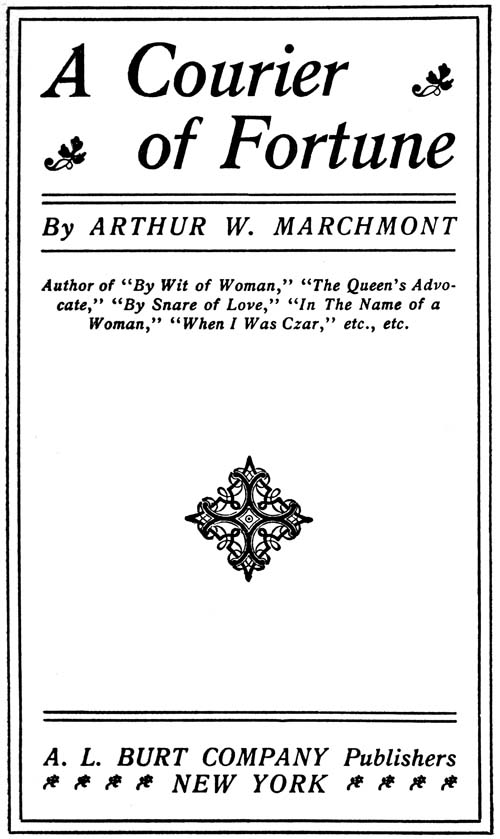 A Courier
of Fortune
By ARTHUR W. MARCHMONT
Author of "By Wit of Woman," "The Queen's Advo-
cate," "By Snare of Love," "In The Name of a
Woman," "When I Was Czar," etc., etc.
A. L. BURT COMPANY Publishers
NEW YORK